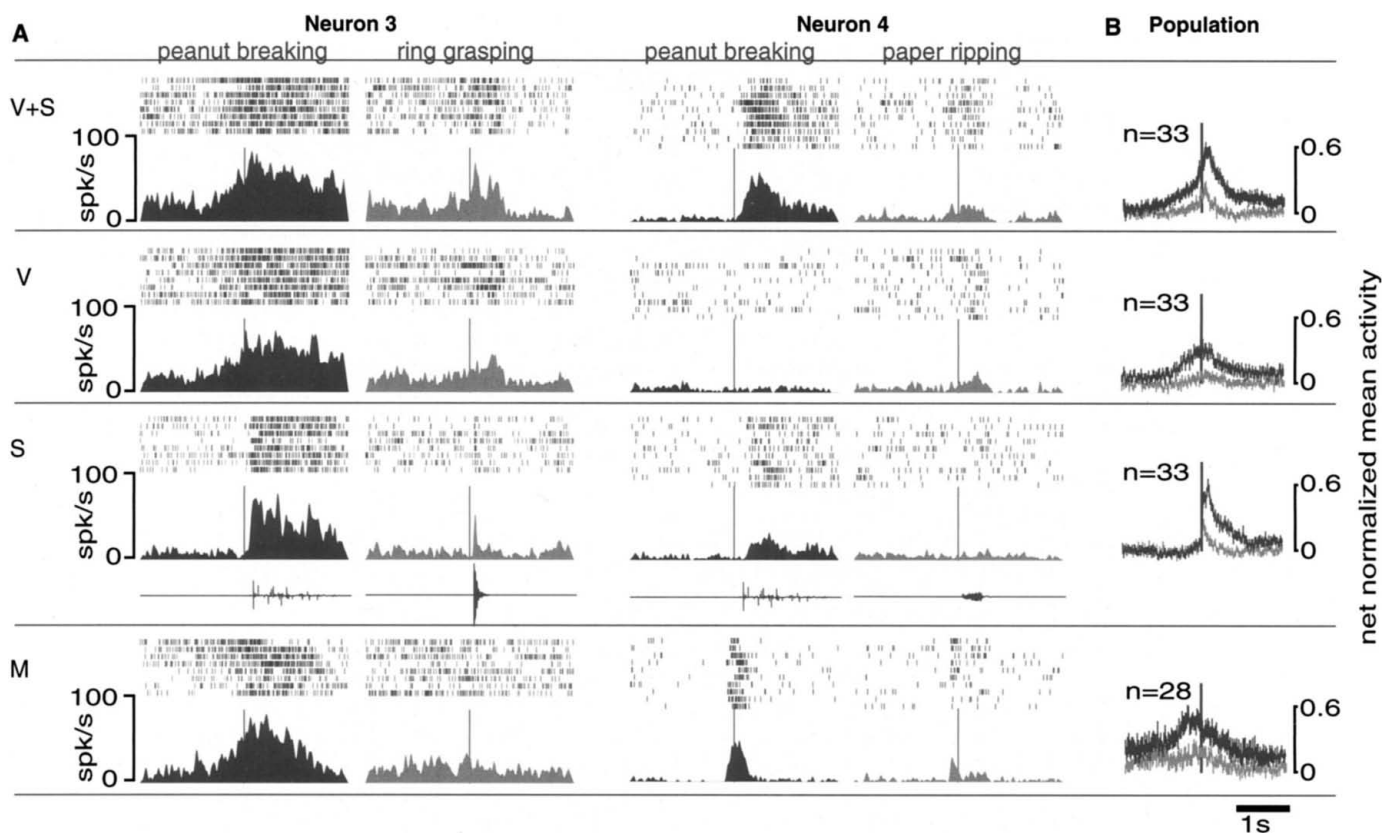 A Neuron 3 Neuron 4 B Population
peanut breaking ring grasping peanut breaking paper ripping
V+S
100
spk/s
0
n=33
0.6
0
V
100
spk/s
0
n=33
0.6
0
S
100
spk/s
0
n=33
0.6
0
M
100
spk/s
0
n=28
0.6
0
net normalized mean activity
1s